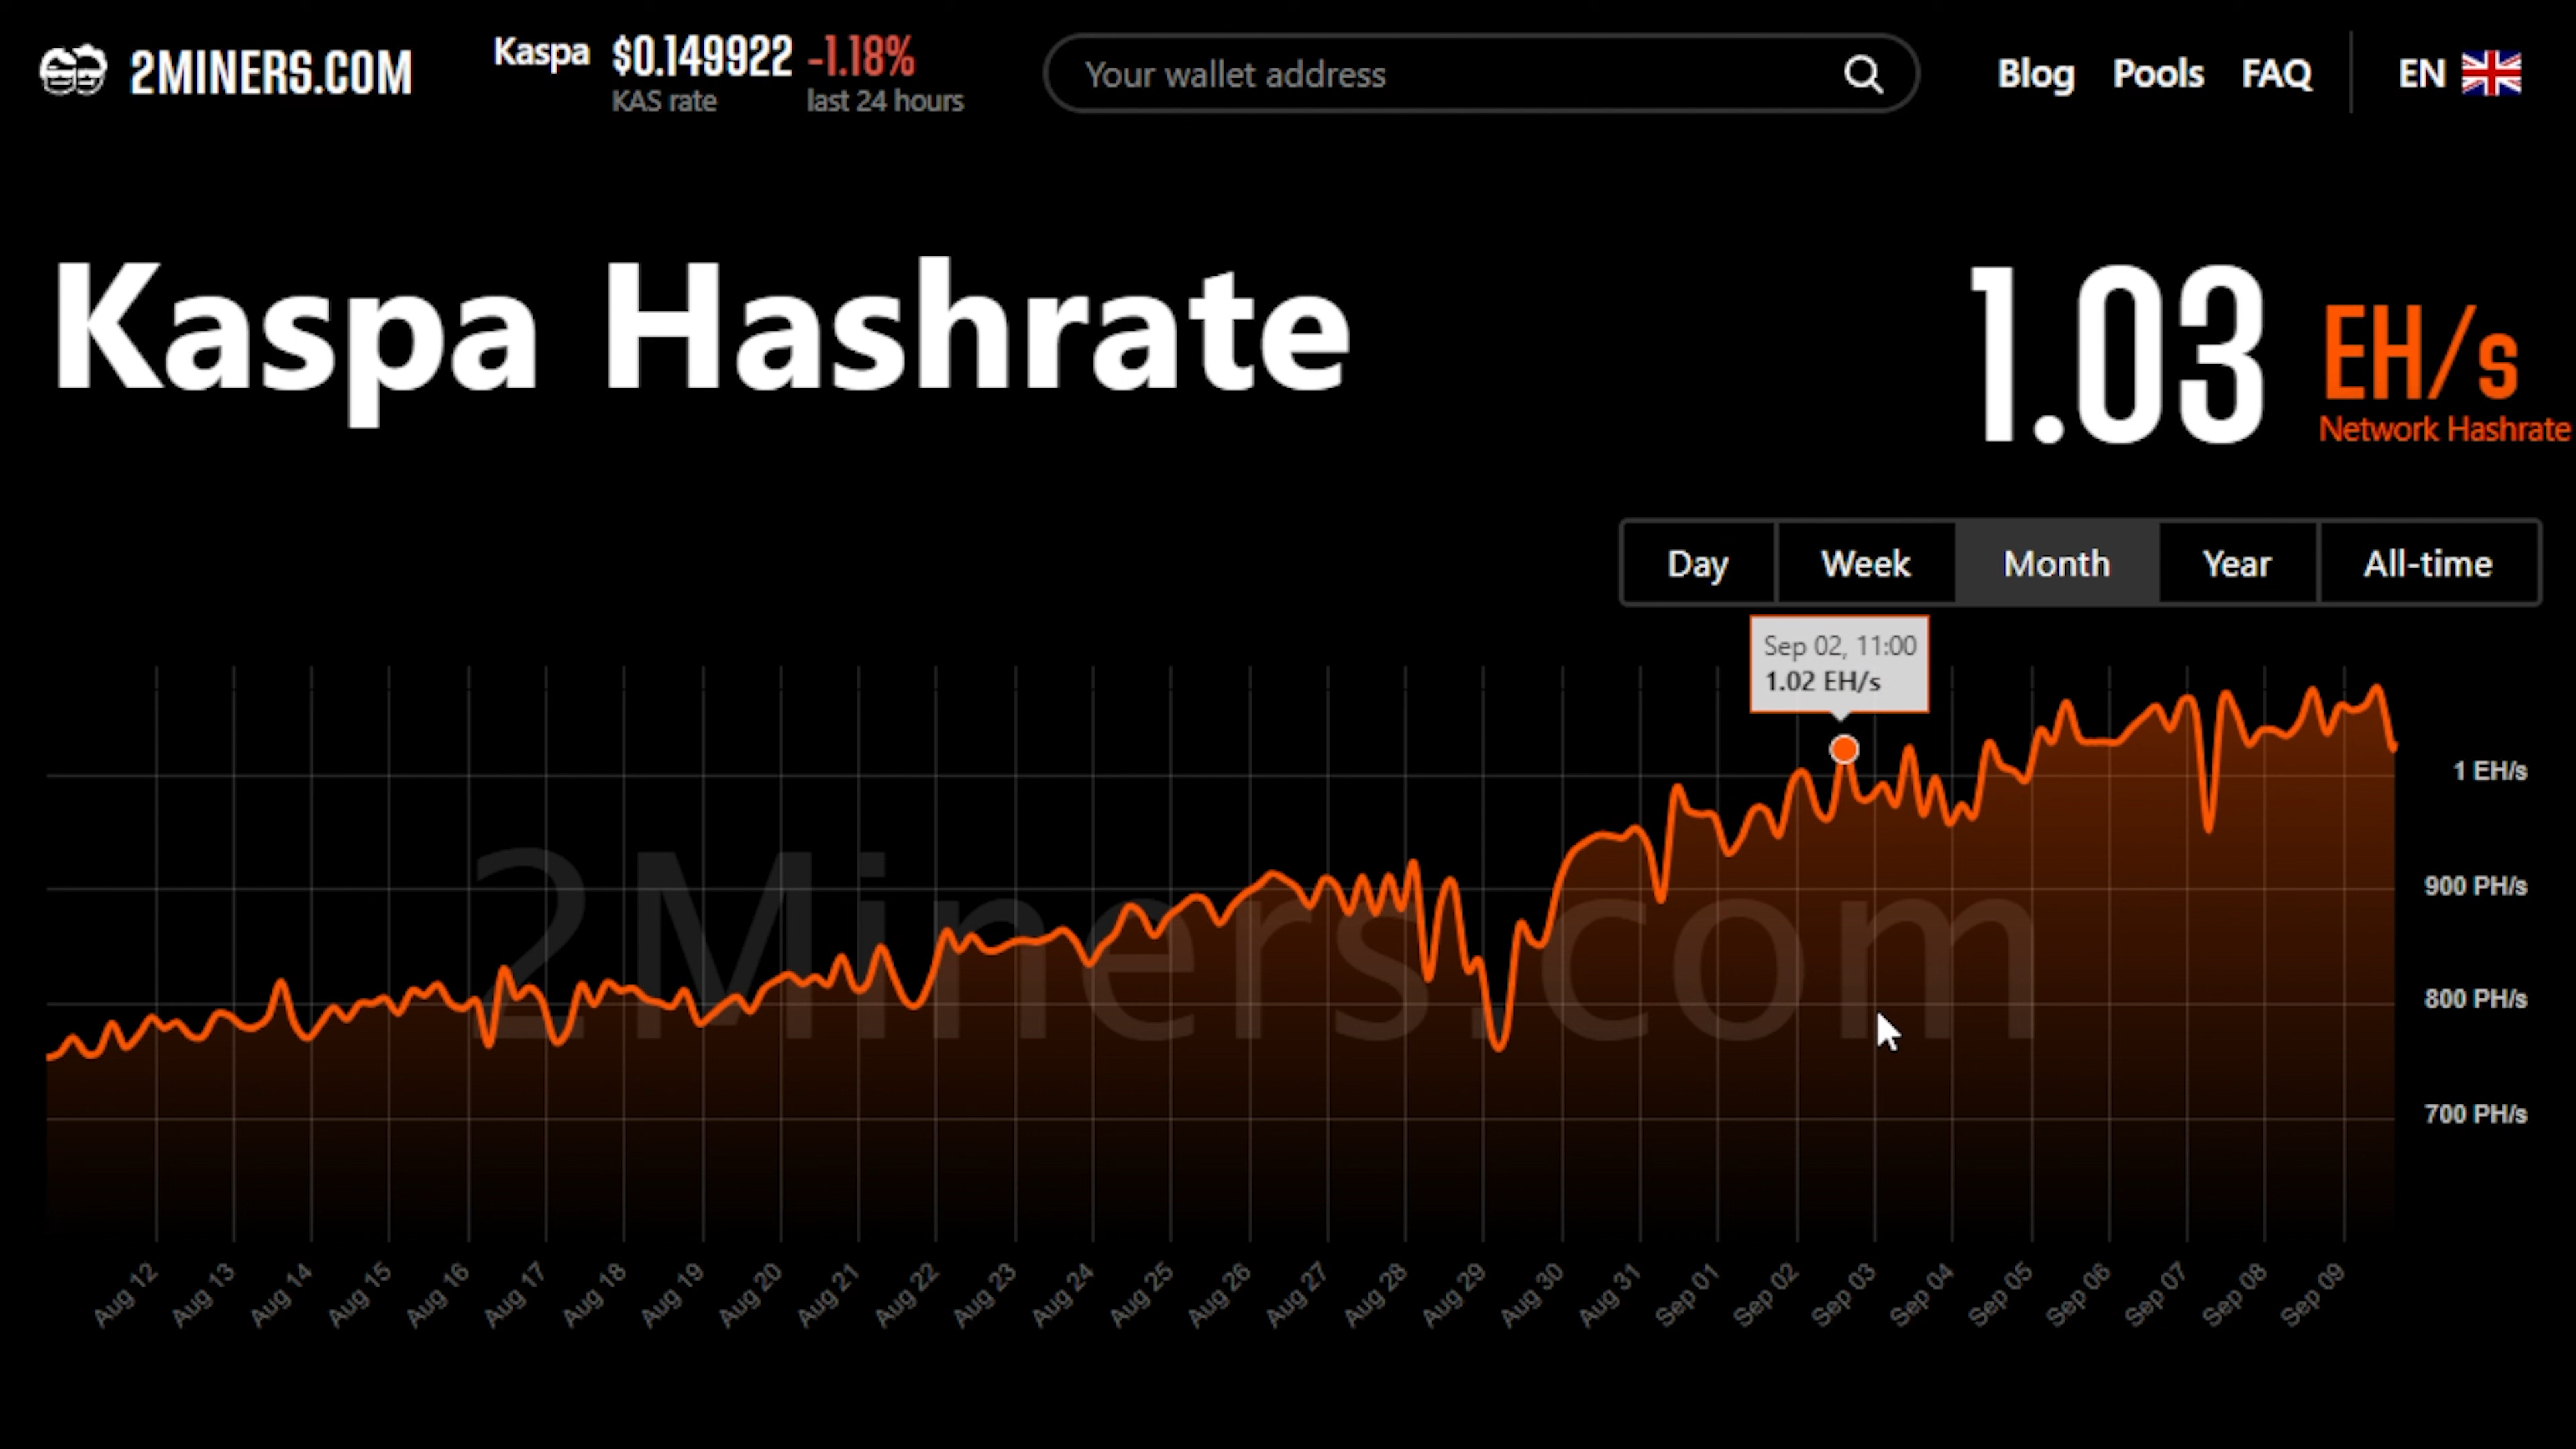 2MINERS.COM
Kaspa $0.149922 -1.18%
KAS rate last 24 hours
Your wallet address
Blog Pools FAQ EN
Kaspa Hashrate
1.03 EH/s
Network Hashrate
Day Week Month Year All-time
Sep 02, 11:00
1.02 EH/s
1 EH/s
900 PH/s
800 PH/s
700 PH/s
2Miners.com
Aug 12 Aug 13 Aug 14 Aug 15 Aug 16 Aug 17 Aug 18 Aug 19 Aug 20 Aug 21 Aug 22 Aug 23 Aug 24 Aug 25 Aug 26 Aug 27 Aug 28 Aug 29 Aug 30 Aug 31 Sep 01 Sep 02 Sep 03 Sep 04 Sep 05 Sep 06 Sep 07 Sep 08 Sep 09